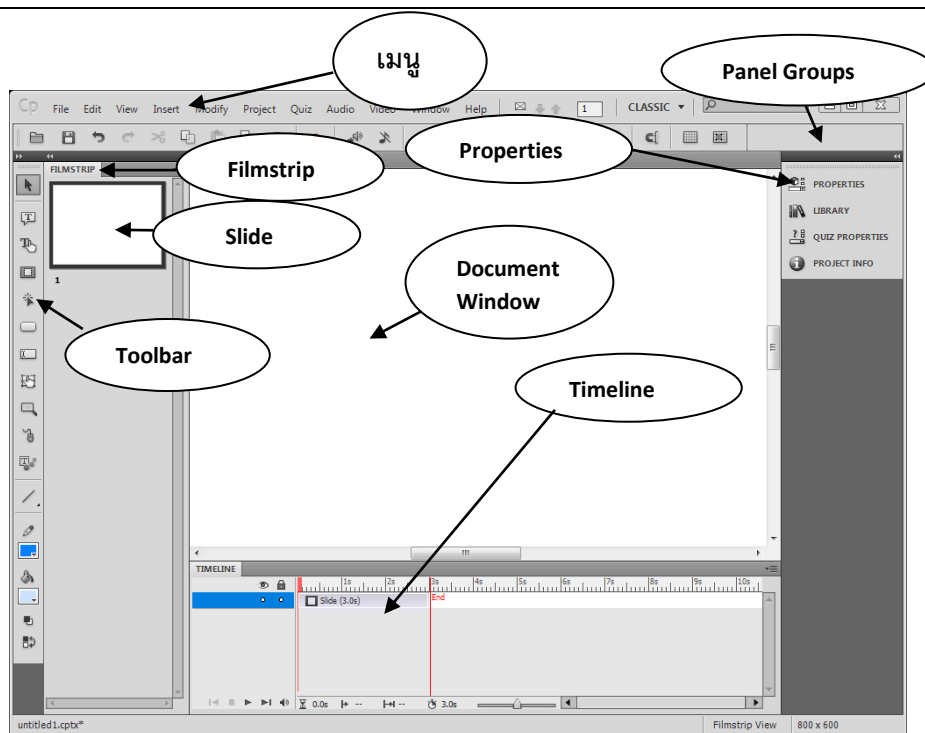 เมนู
Panel Groups
Cp File Edit View Insert Modify Project Quiz Audio Video Window Help 1 CLASSIC
Properties
FILMSTRIP
Filmstrip
PROPERTIES
LIBRARY
QUIZ PROPERTIES
PROJECT INFO
Slide
1
Document
Window
Toolbar
Timeline
TIMELINE
1s 2s 3s 4s 5s 6s 7s 8s 9s 10s
Slide (3.0s) End
0.0s -- -- 3.0s
untitled1.cptx* Filmstrip View 800 x 600